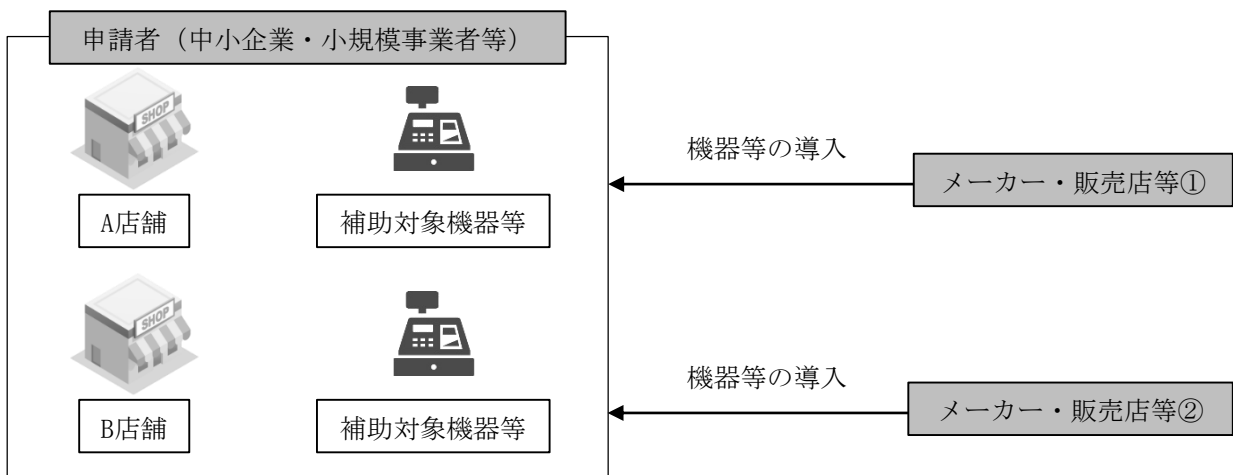 申請者（中小企業・小規模事業者等）
SHOP
機器等の導入
メーカー・販売店等①
A店舗
補助対象機器等
SHOP
機器等の導入
メーカー・販売店等②
B店舗
補助対象機器等